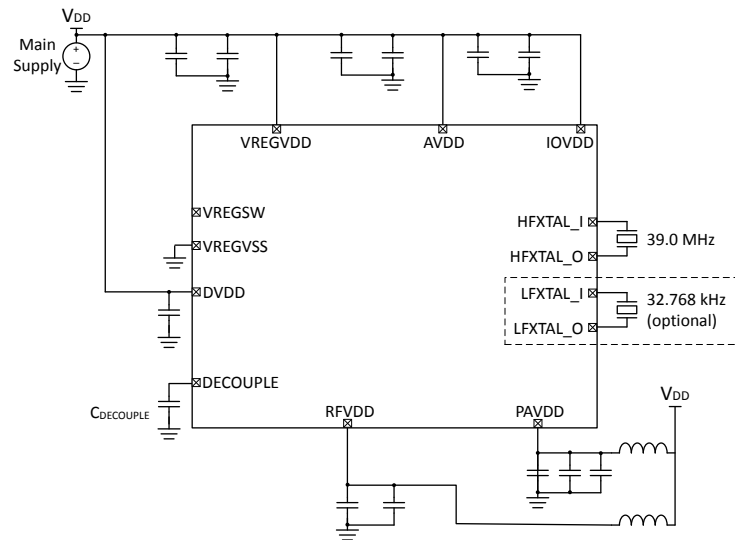 VDD
Main
Supply
+
−
VREGVDD
AVDD
IOVDD
VREGSW
HFXTAL_I
39.0 MHz
VREGVSS
HFXTAL_O
DVDD
LFXTAL_I
32.768 kHz
(optional)
LFXTAL_O
DECOUPLE
CDECOUPLE
RFVDD
PAVDD
VDD